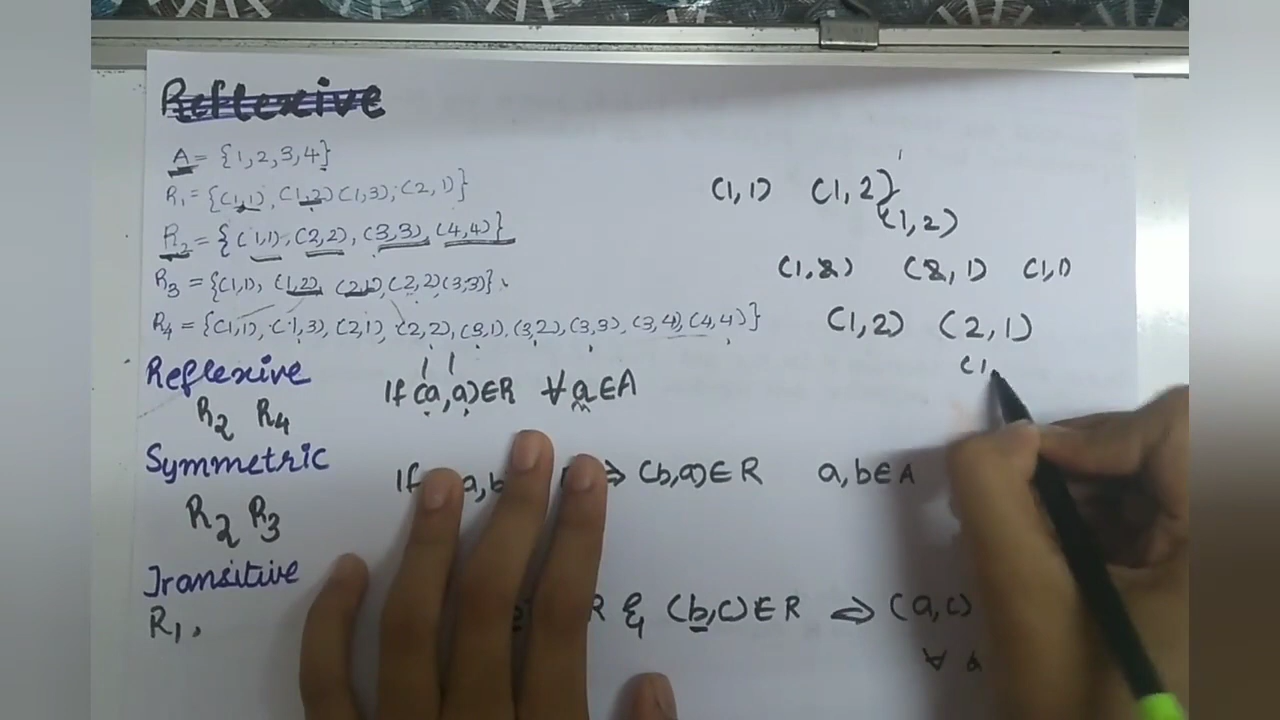 Reflexive
A = {1,2,3,4}
R1 = {(1,1), (1,2) (1,3), (2,1)}
R2 = {(1,1), (2,2), (3,3), (4,4)}
R3 = {(1,1), (1,2), (2,1), (2,2) (3,3)}
R4 = {(1,1), (1,3), (2,1), (2,2), (3,1), (3,2), (3,3), (3,4), (4,4)}
(1,1) (1,2)
(1,2)
(1,2) (2,1) (1,1)
(1,2) (2,1)
(1,
Reflexive If (a,a)∈R ∀ a∈A
R2 R4
Symmetric If a,b ⇒ (b,a)∈R a,b∈A
R2 R3
Transitive
R1, R & (b,c)∈R ⇒ (a,c)
∀ a